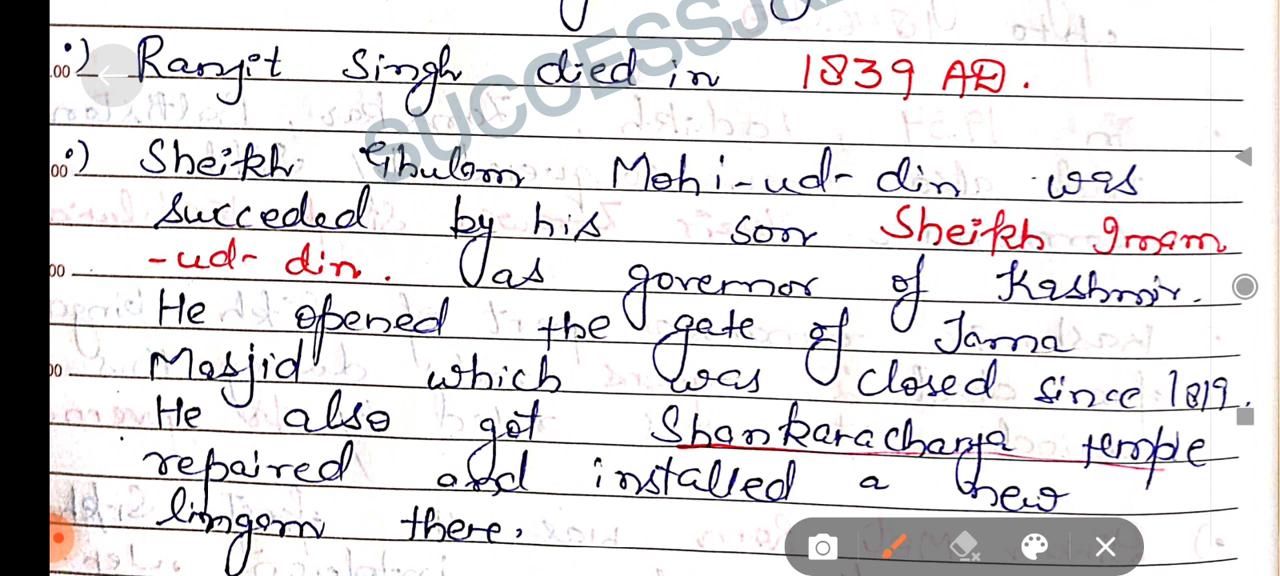 Ranjit Singh died in 1839 AD.
Sheikh Ghulam Mohi-ud-din was
succeded by his son Sheikh Imam
-ud-din. as governor of Kashmir.
He opened the gate of Jama
Masjid which was closed since 1819.
He also got Shankaracharya temple
repaired and installed a new
lingam there.